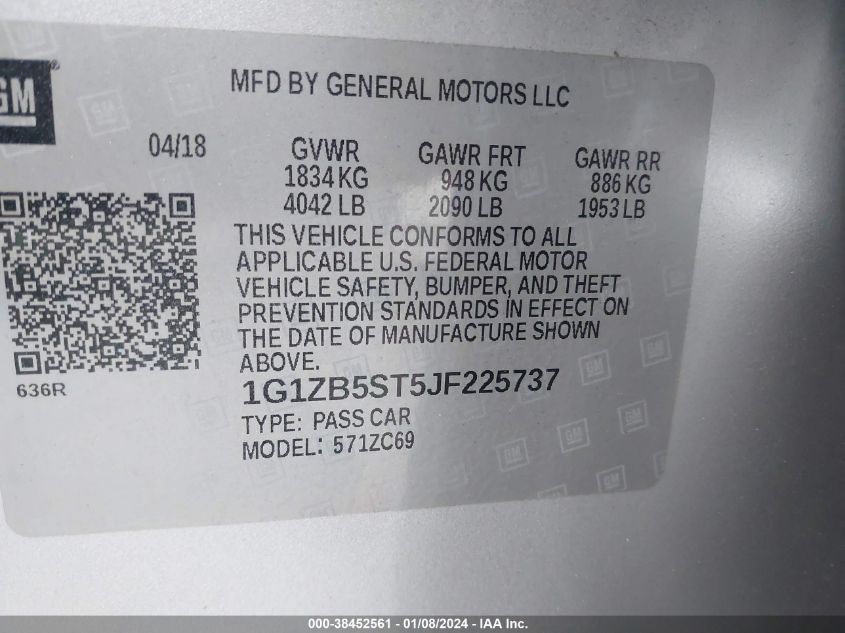 GM
MFD BY GENERAL MOTORS LLC
04/18 GVWR GAWR FRT GAWR RR
1834 KG 948 KG 886 KG
4042 LB 2090 LB 1953 LB
THIS VEHICLE CONFORMS TO ALL
APPLICABLE U.S. FEDERAL MOTOR
VEHICLE SAFETY, BUMPER, AND THEFT
PREVENTION STANDARDS IN EFFECT ON
THE DATE OF MANUFACTURE SHOWN
ABOVE.
636R
1G1ZB5ST5JF225737
TYPE: PASS CAR
MODEL: 571ZC69
000-38452561 - 01/08/2024 - IAA Inc.